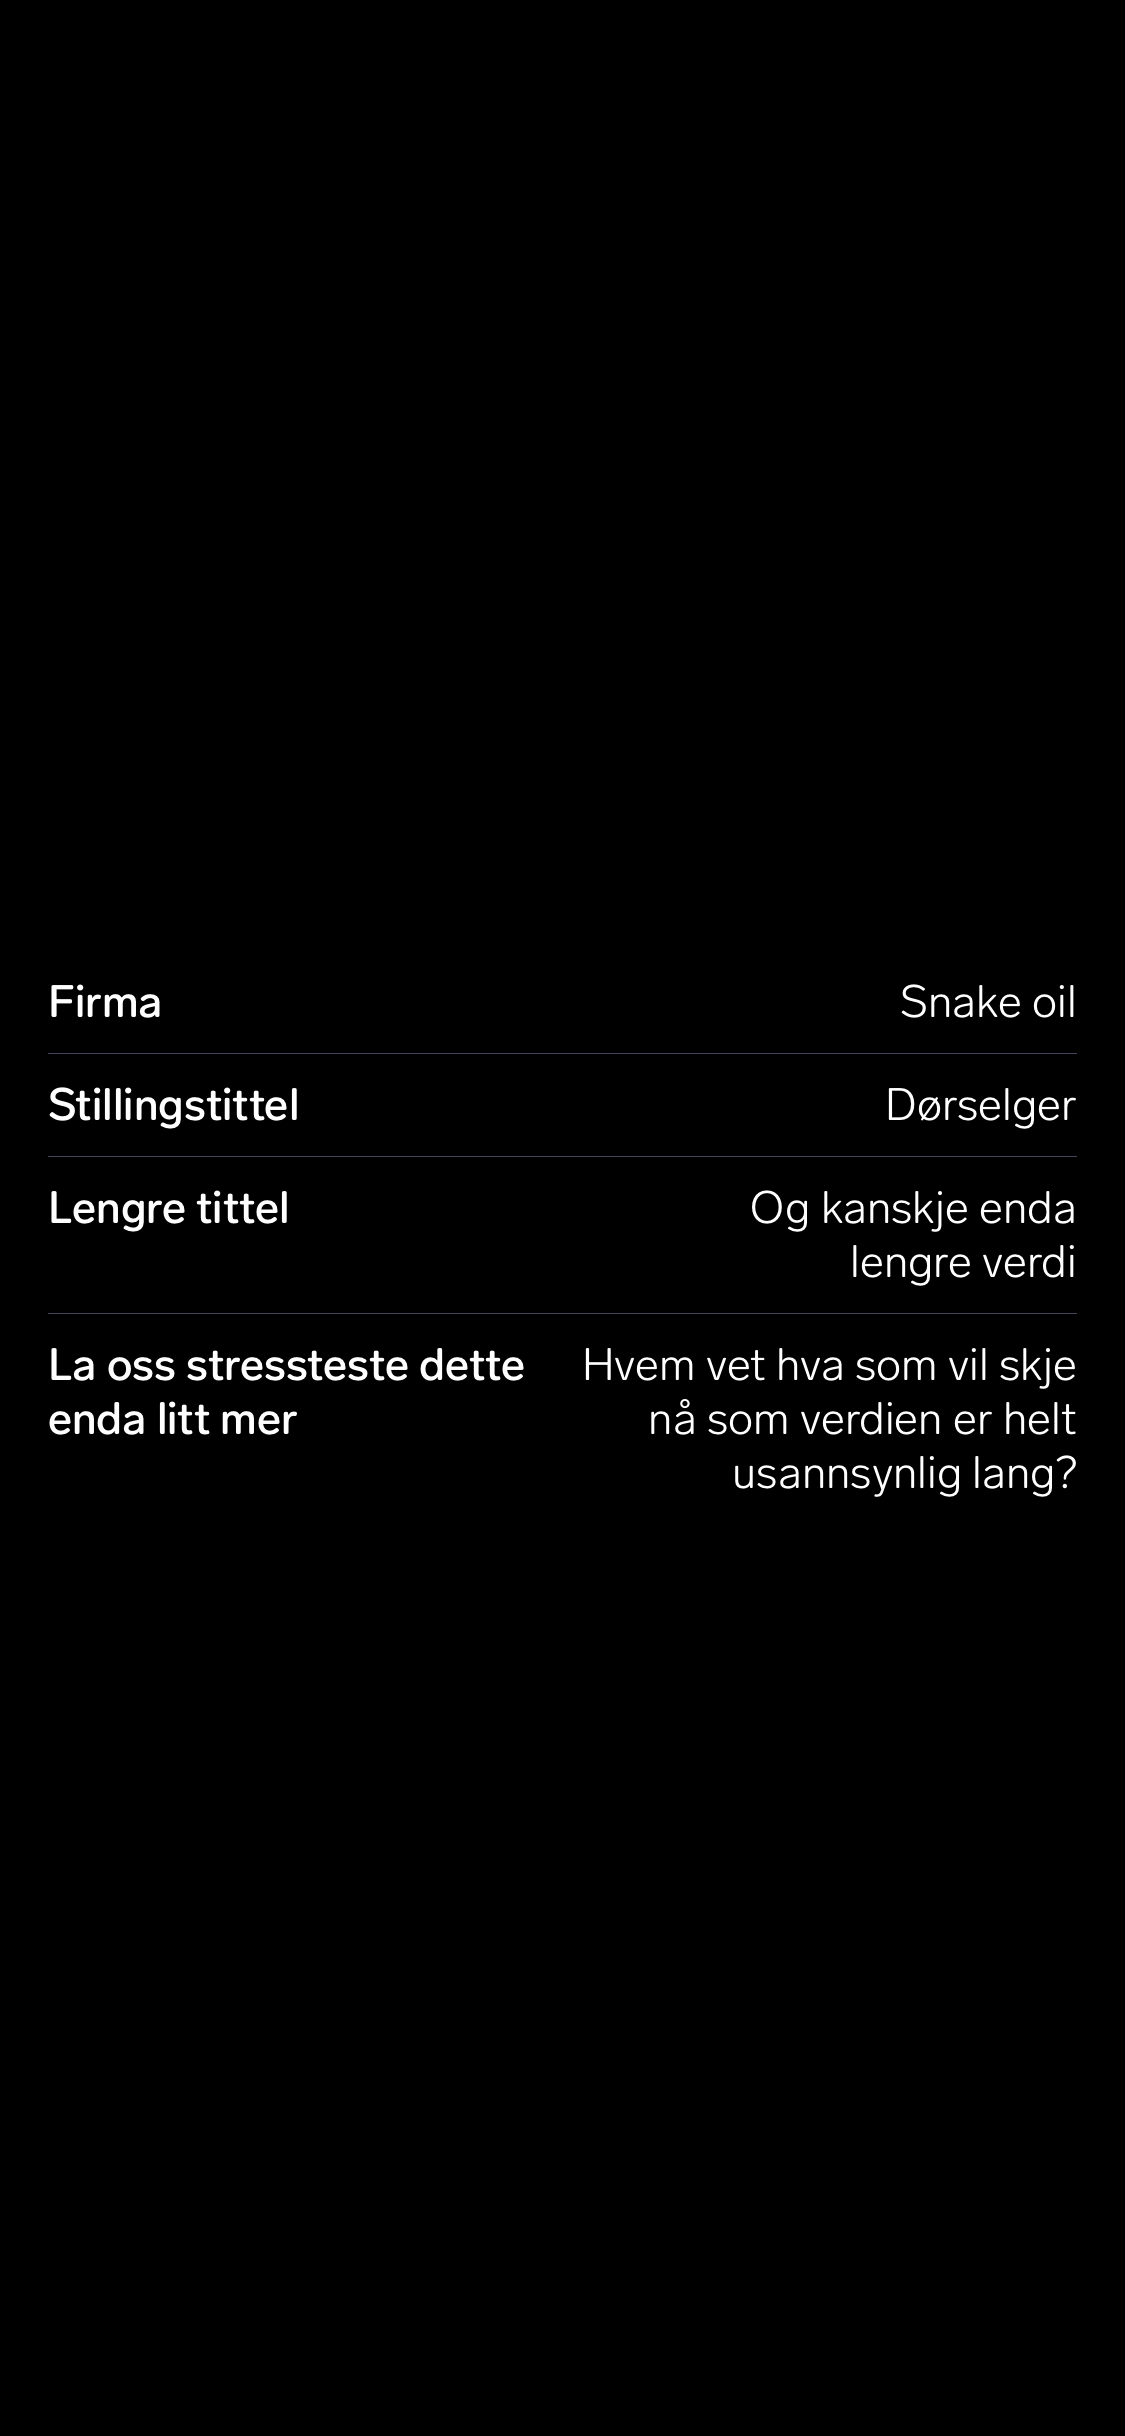 Firma Snake oil
Stillingstittel Dørselger
Lengre tittel Og kanskje enda
lengre verdi
La oss stressteste dette Hvem vet hva som vil skje
enda litt mer nå som verdien er helt
usannsynlig lang?